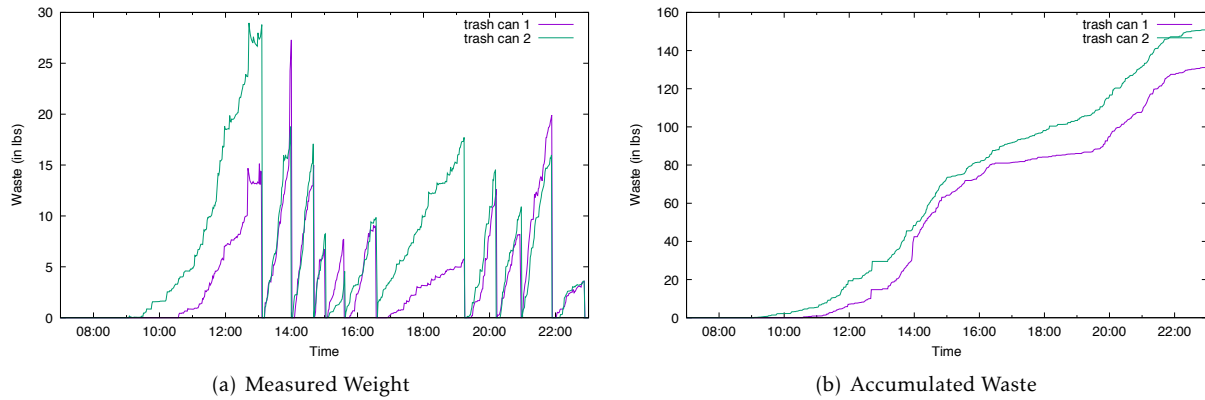 30
25
20
15
10
5
0
Waste (in lbs)
trash can 1
trash can 2
08:00 10:00 12:00 14:00 16:00 18:00 20:00 22:00
Time
(a) Measured Weight
160
140
120
100
80
60
40
20
0
Waste (in lbs)
trash can 1
trash can 2
08:00 10:00 12:00 14:00 16:00 18:00 20:00 22:00
Time
(b) Accumulated Waste